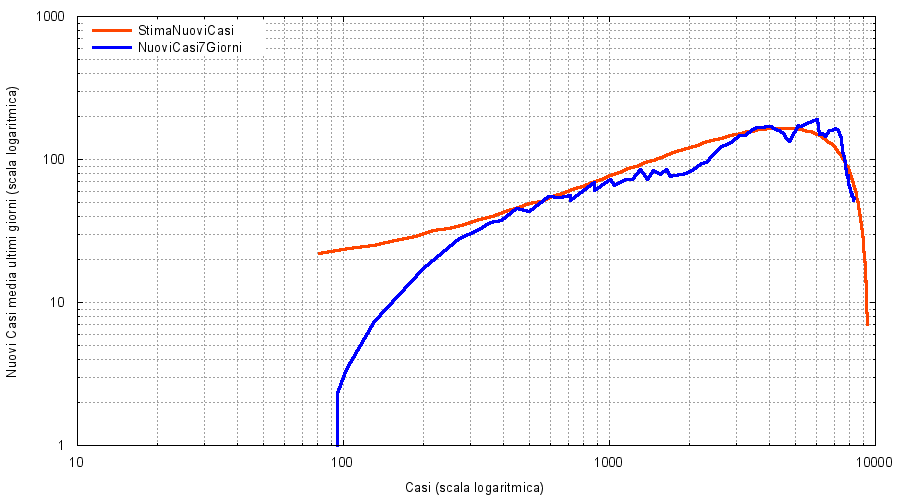 1000
StimaNuoviCasi
NuoviCasi7Giorni
100
10
1
Nuovi Casi media ultimi giorni (scala logaritmica)
10 100 1000 10000
Casi (scala logaritmica)